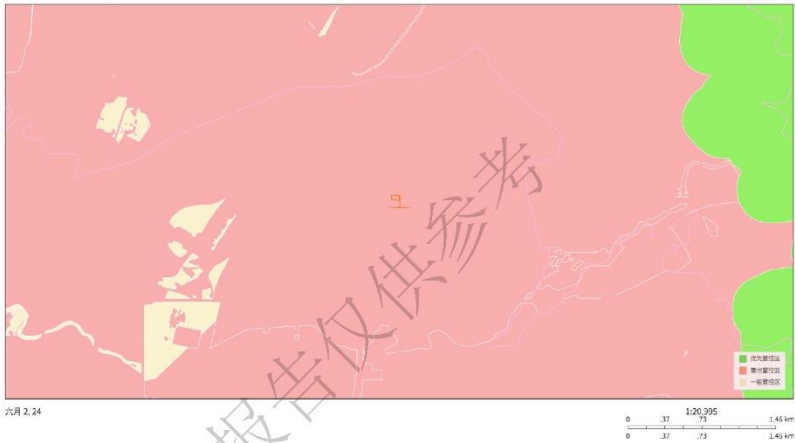 报告仅供参考
优先管控区
重点管控区
一般管控区
六月 2, 24
1:20,995
0 .37 .73 1.46 km
0 .37 .73 1.46 km